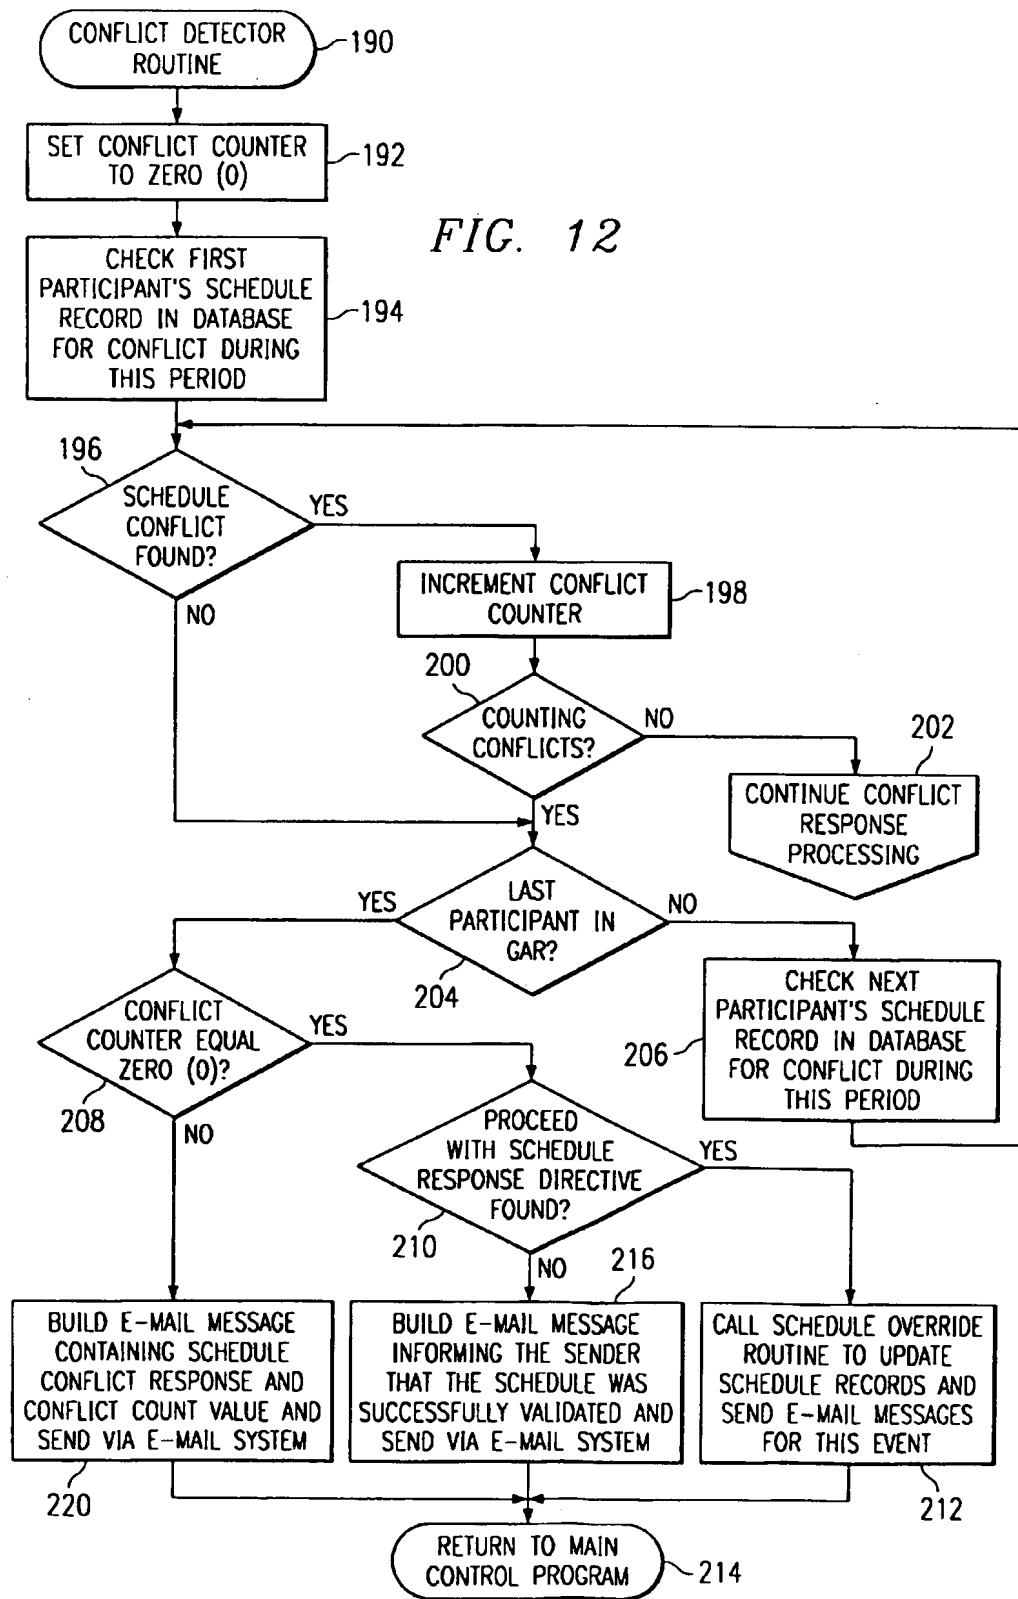 CONFLICT DETECTOR
ROUTINE
190
SET CONFLICT COUNTER
TO ZERO (0)
192
FIG. 12
CHECK FIRST
PARTICIPANT'S SCHEDULE
RECORD IN DATABASE
FOR CONFLICT DURING
THIS PERIOD
194
196
SCHEDULE
CONFLICT
FOUND?
YES
NO
INCREMENT CONFLICT
COUNTER
198
200
COUNTING
CONFLICTS?
NO
YES
202
CONTINUE CONFLICT
RESPONSE
PROCESSING
LAST
PARTICIPANT IN
GAR?
YES
NO
204
CHECK NEXT
PARTICIPANT'S SCHEDULE
RECORD IN DATABASE
FOR CONFLICT DURING
THIS PERIOD
206
CONFLICT
COUNTER EQUAL
ZERO (0)?
YES
208
NO
PROCEED
WITH SCHEDULE
RESPONSE DIRECTIVE
FOUND?
YES
210
NO
216
BUILD E-MAIL MESSAGE
CONTAINING SCHEDULE
CONFLICT RESPONSE AND
CONFLICT COUNT VALUE AND
SEND VIA E-MAIL SYSTEM
220
BUILD E-MAIL MESSAGE
INFORMING THE SENDER
THAT THE SCHEDULE WAS
SUCCESSFULLY VALIDATED AND
SEND VIA E-MAIL SYSTEM
CALL SCHEDULE OVERRIDE
ROUTINE TO UPDATE
SCHEDULE RECORDS AND
SEND E-MAIL MESSAGES
FOR THIS EVENT
212
RETURN TO MAIN
CONTROL PROGRAM
214